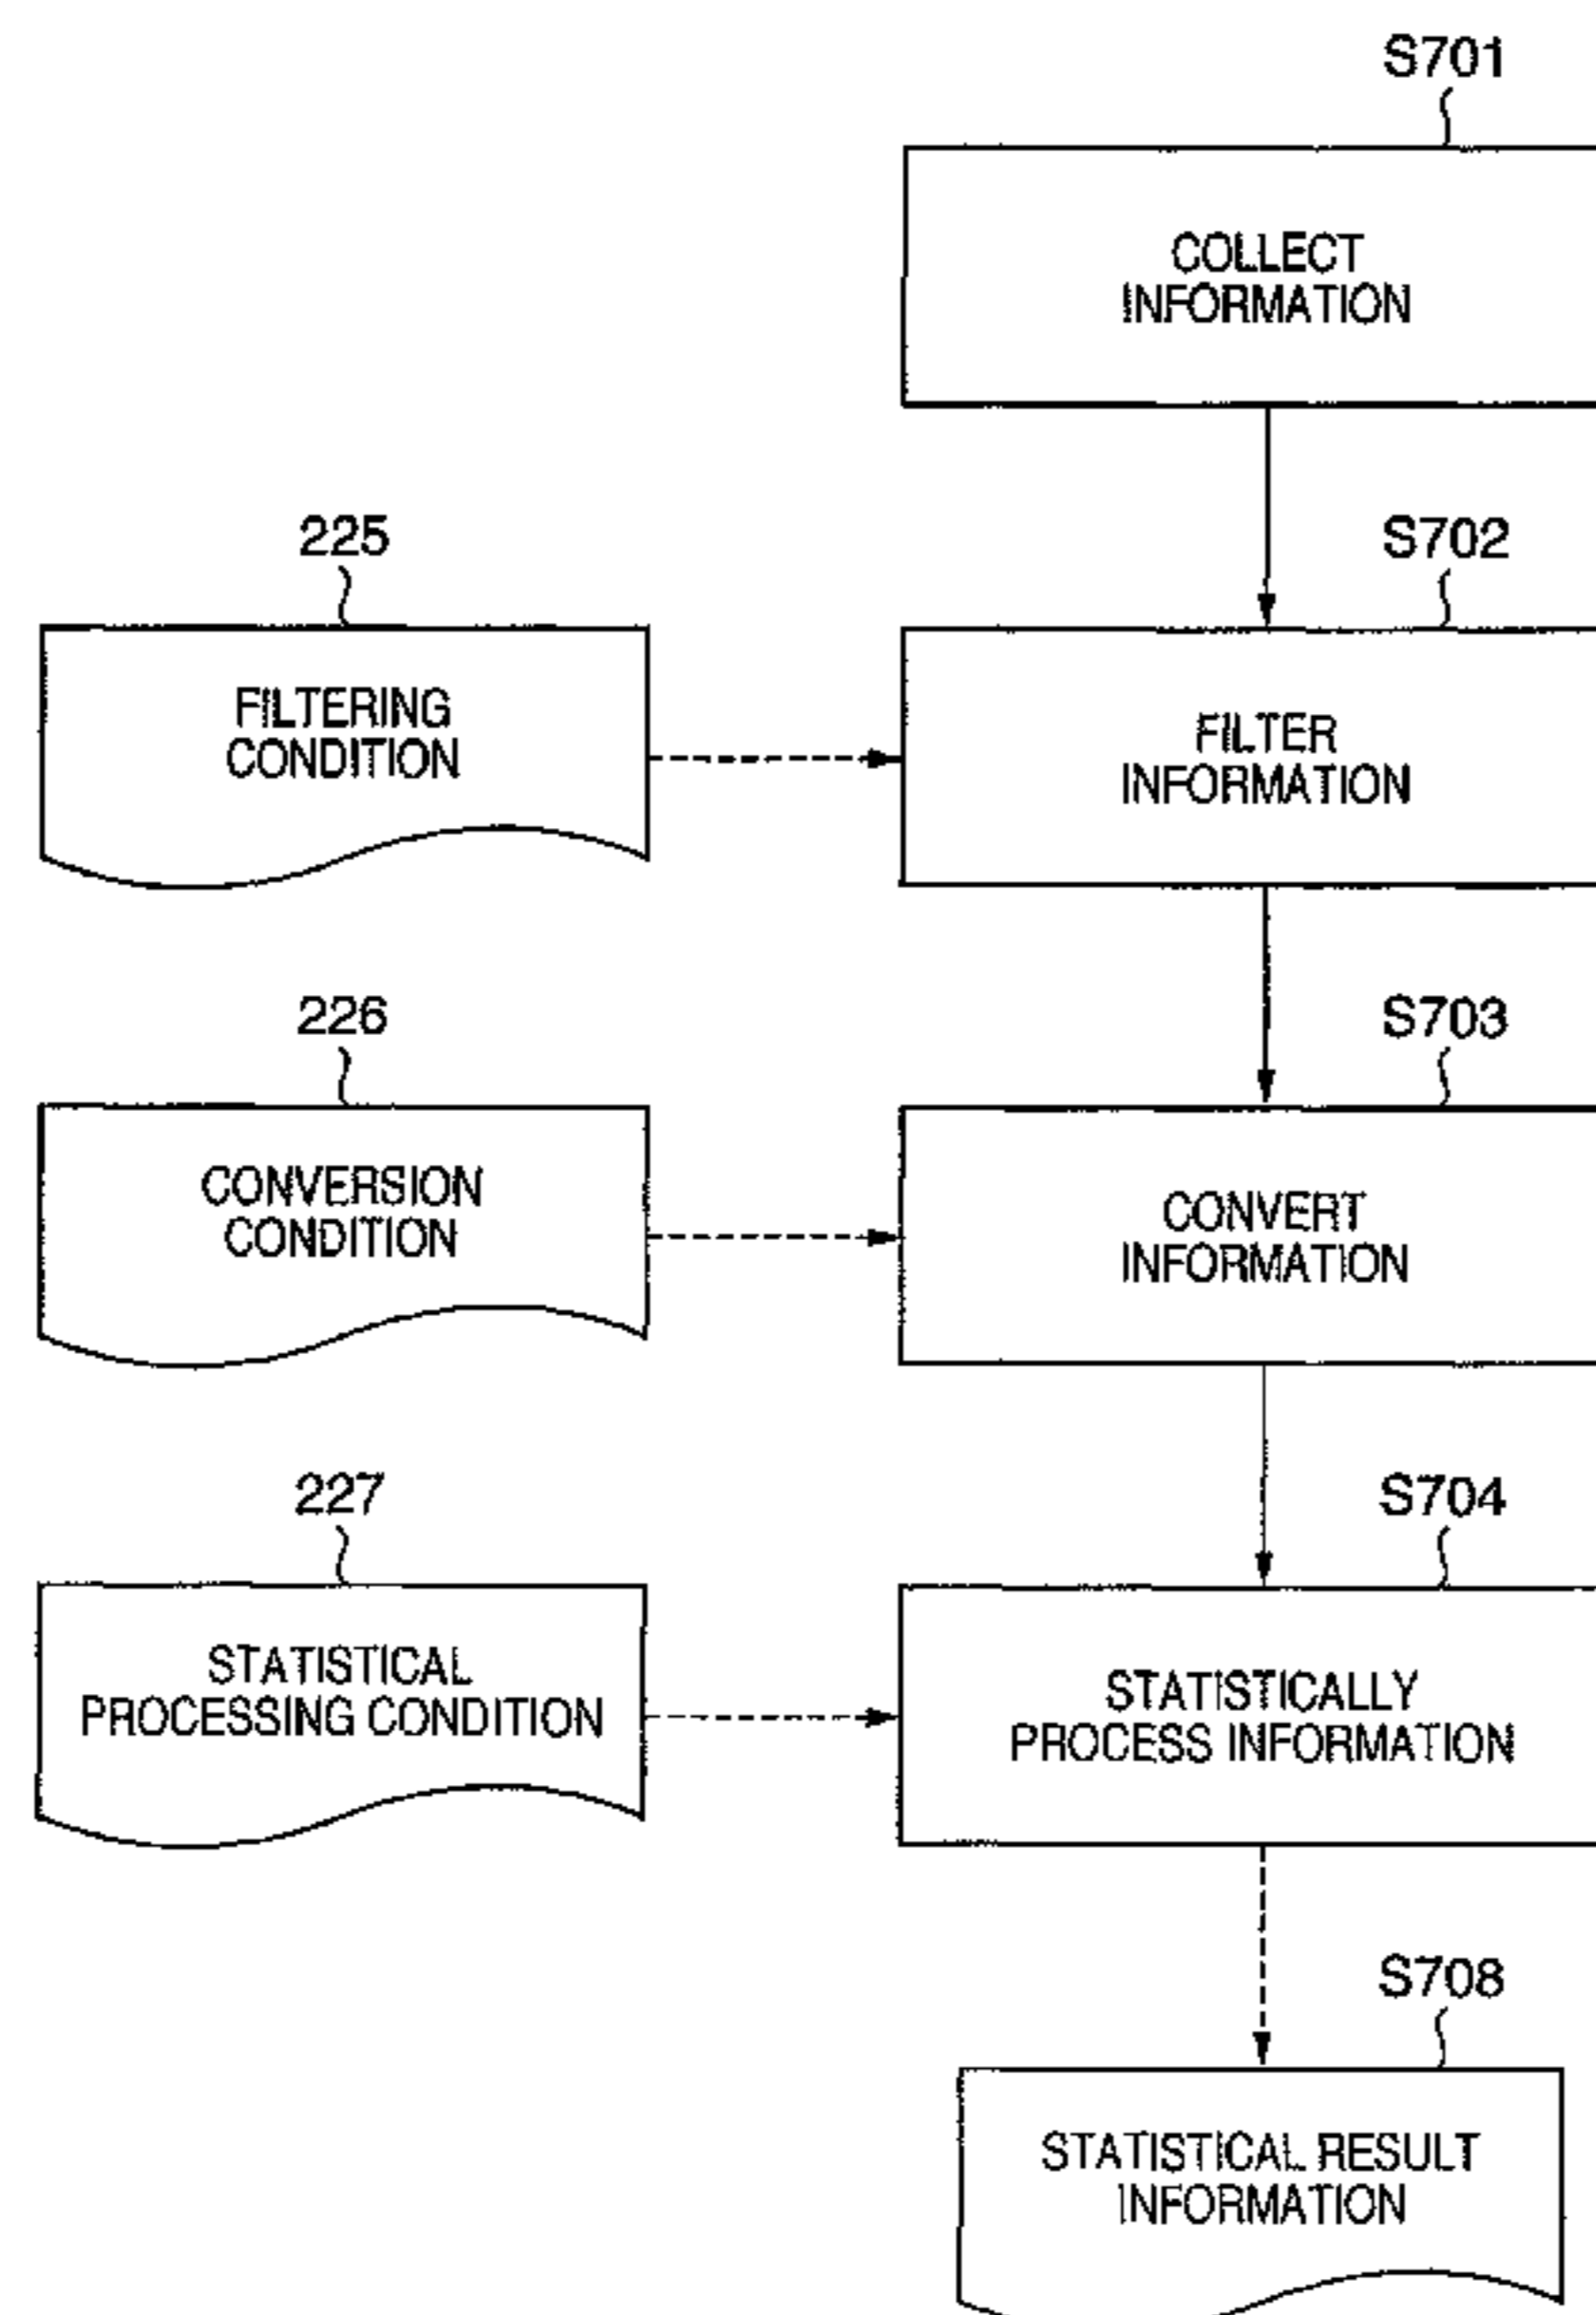 S701
COLLECT
INFORMATION
225
S702
FILTERING
CONDITION
FILTER
INFORMATION
226
S703
CONVERSION
CONDITION
CONVERT
INFORMATION
227
S704
STATISTICAL
PROCESSING CONDITION
STATISTICALLY
PROCESS INFORMATION
S708
STATISTICAL RESULT
INFORMATION